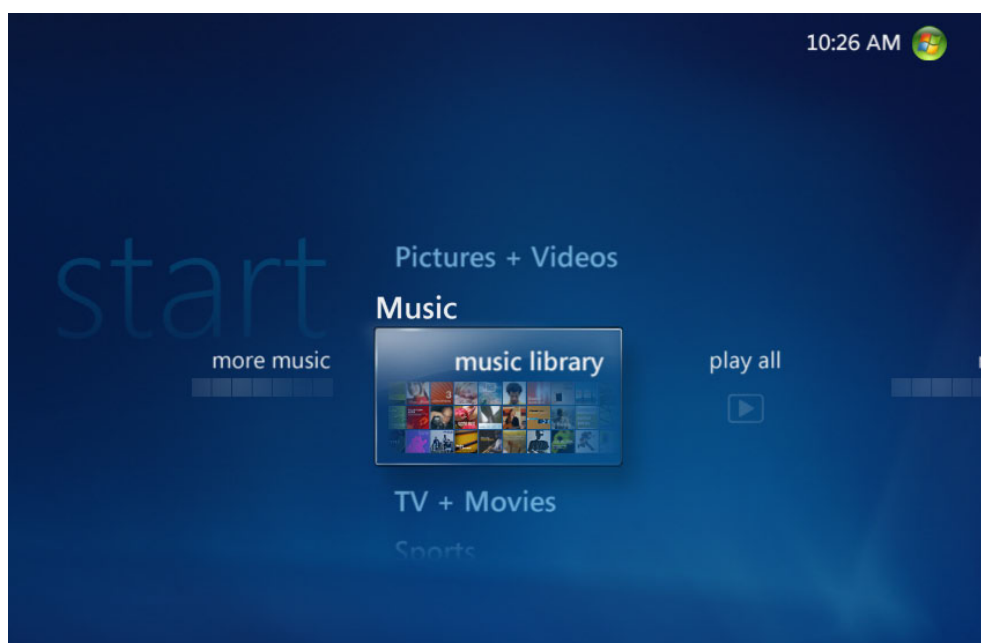 10:26 AM
start
Pictures + Videos
Music
more music
music library
play all
TV + Movies
Sports